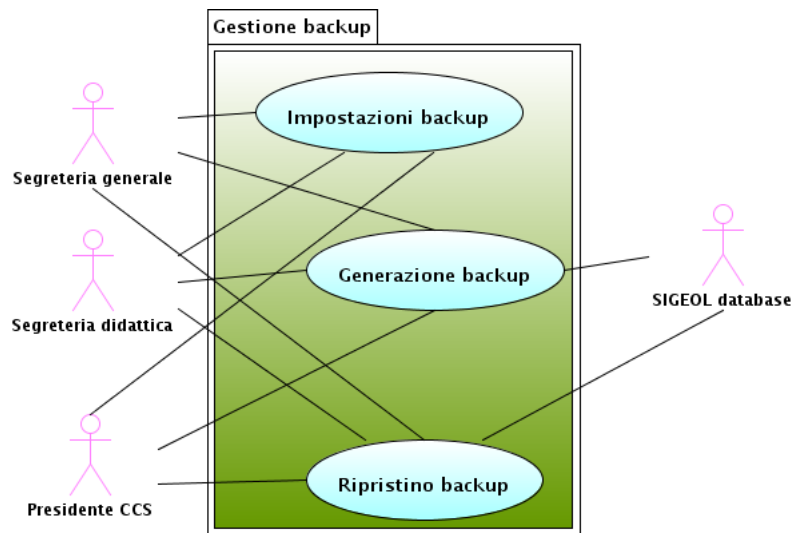 Gestione backup
Impostazioni backup
Segreteria generale
Generazione backup
SIGEOL database
Segreteria didattica
Ripristino backup
Presidente CCS